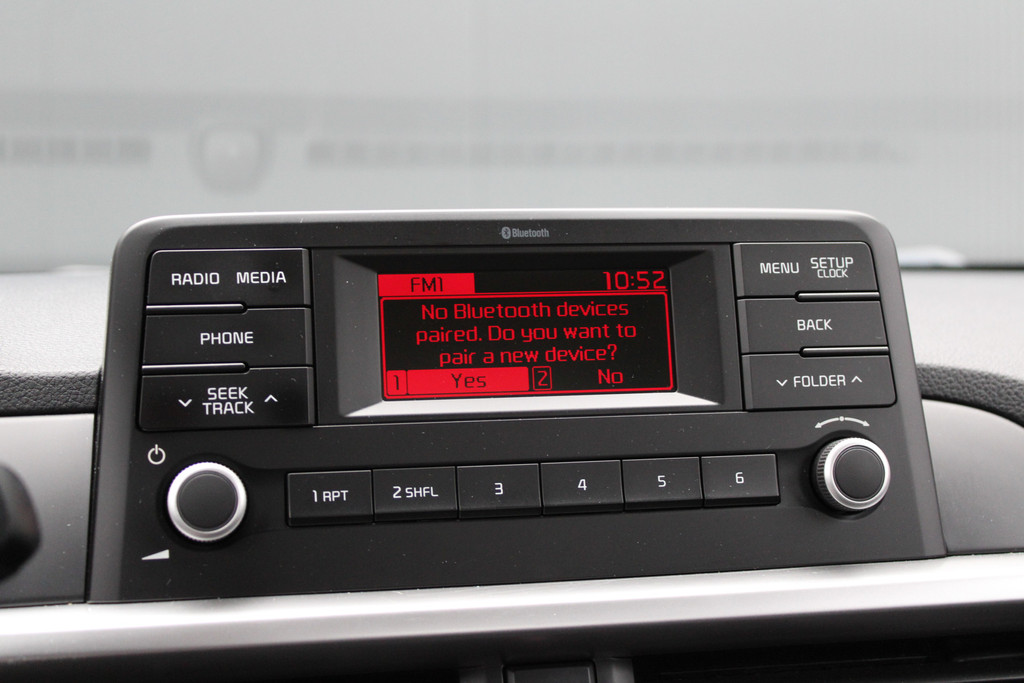 Bluetooth
RADIO MEDIA
PHONE
SEEK
TRACK
FM1 10:52
No Bluetooth devices
paired. Do you want to
pair a new device?
1 Yes 2 No
MENU SETUP
CLOCK
BACK
FOLDER
1 RPT 2 SHFL 3 4 5 6